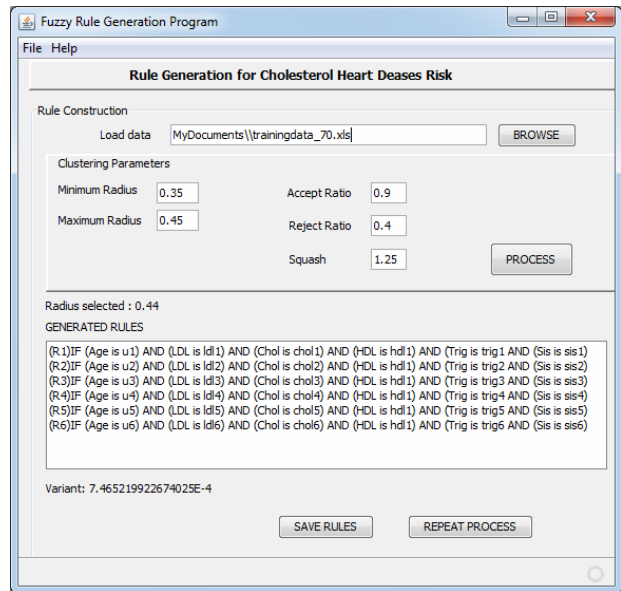 Fuzzy Rule Generation Program
File Help
Rule Generation for Cholesterol Heart Deases Risk
Rule Construction
Load data MyDocuments\\trainingdata_70.xls BROWSE
Clustering Parameters
Minimum Radius 0.35 Accept Ratio 0.9
Maximum Radius 0.45 Reject Ratio 0.4
Squash 1.25 PROCESS
Radius selected : 0.44
GENERATED RULES
(R1)IF (Age is u1) AND (LDL is ldl1) AND (Chol is chol1) AND (HDL is hdl1) AND (Trig is trig1 AND (Sis is sis1)
(R2)IF (Age is u2) AND (LDL is ldl2) AND (Chol is chol2) AND (HDL is hdl1) AND (Trig is trig2 AND (Sis is sis2)
(R3)IF (Age is u3) AND (LDL is ldl3) AND (Chol is chol3) AND (HDL is hdl1) AND (Trig is trig3 AND (Sis is sis3)
(R4)IF (Age is u4) AND (LDL is ldl4) AND (Chol is chol4) AND (HDL is hdl1) AND (Trig is trig4 AND (Sis is sis4)
(R5)IF (Age is u5) AND (LDL is ldl5) AND (Chol is chol5) AND (HDL is hdl1) AND (Trig is trig5 AND (Sis is sis5)
(R6)IF (Age is u6) AND (LDL is ldl6) AND (Chol is chol6) AND (HDL is hdl1) AND (Trig is trig6 AND (Sis is sis6)
Variant: 7.465219922674025E-4
SAVE RULES REPEAT PROCESS